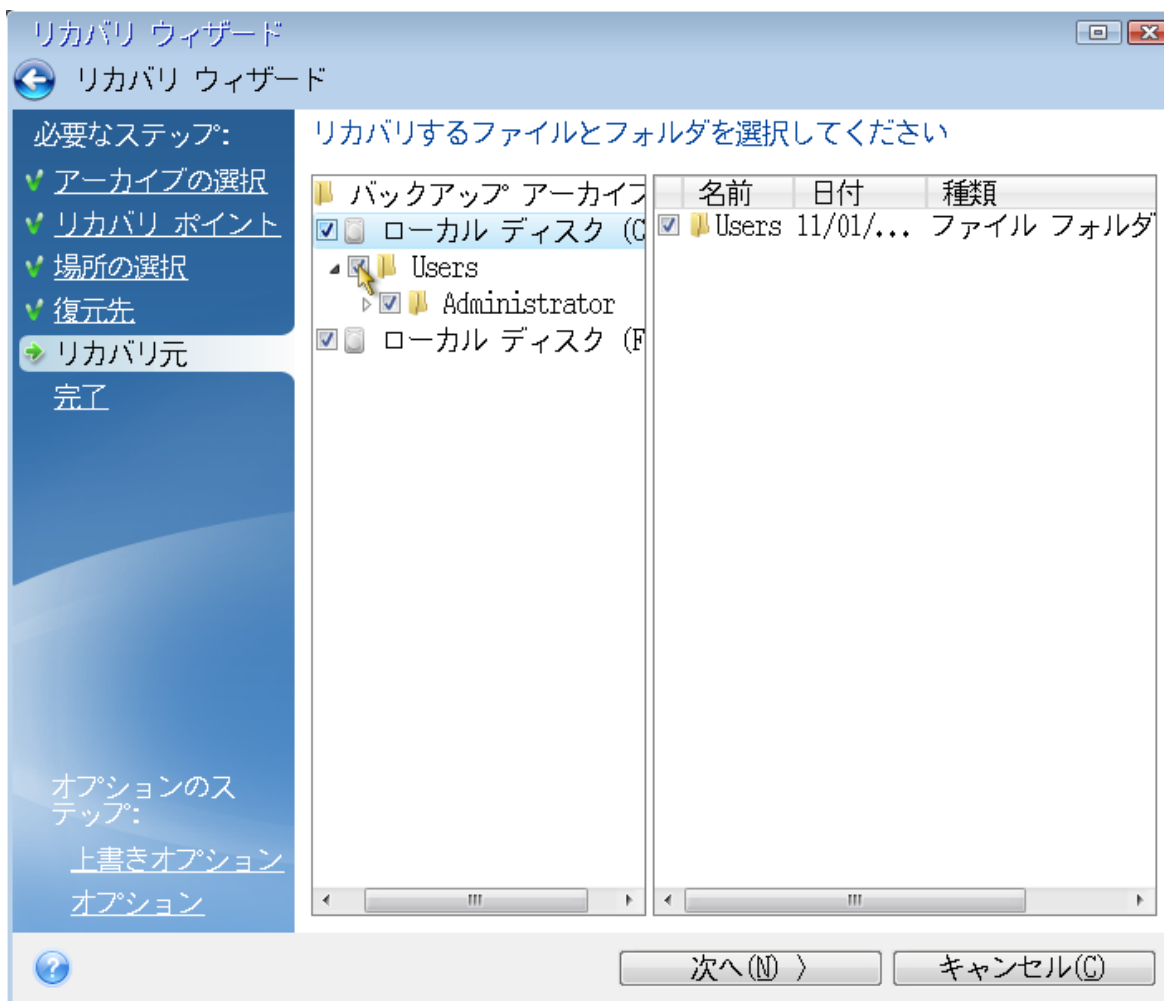 リカバリ ウィザード
リカバリ ウィザード
必要なステップ:
アーカイブの選択
リカバリ ポイント
場所の選択
復元先
リカバリ元
完了
オプションのス
テップ:
上書きオプション
オプション
リカバリするファイルとフォルダを選択してください
バックアップ アーカイブ
ローカル ディスク (C
Users
Administrator
ローカル ディスク (F
名前 日付 種類
Users 11/01/... ファイル フォルダ
次へ(N) 〉
キャンセル(C)